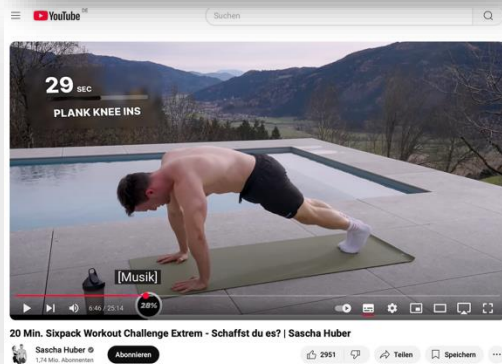 YouTube DE
Suchen
29 SEC
PLANK KNEE INS
[Musik]
6:46 / 25:14
28%
20 Min. Sixpack Workout Challenge Extrem - Schaffst du es? | Sascha Huber
Sascha Huber
1,74 Mio. Abonnenten
Abonnieren
2951
Teilen
Speichern